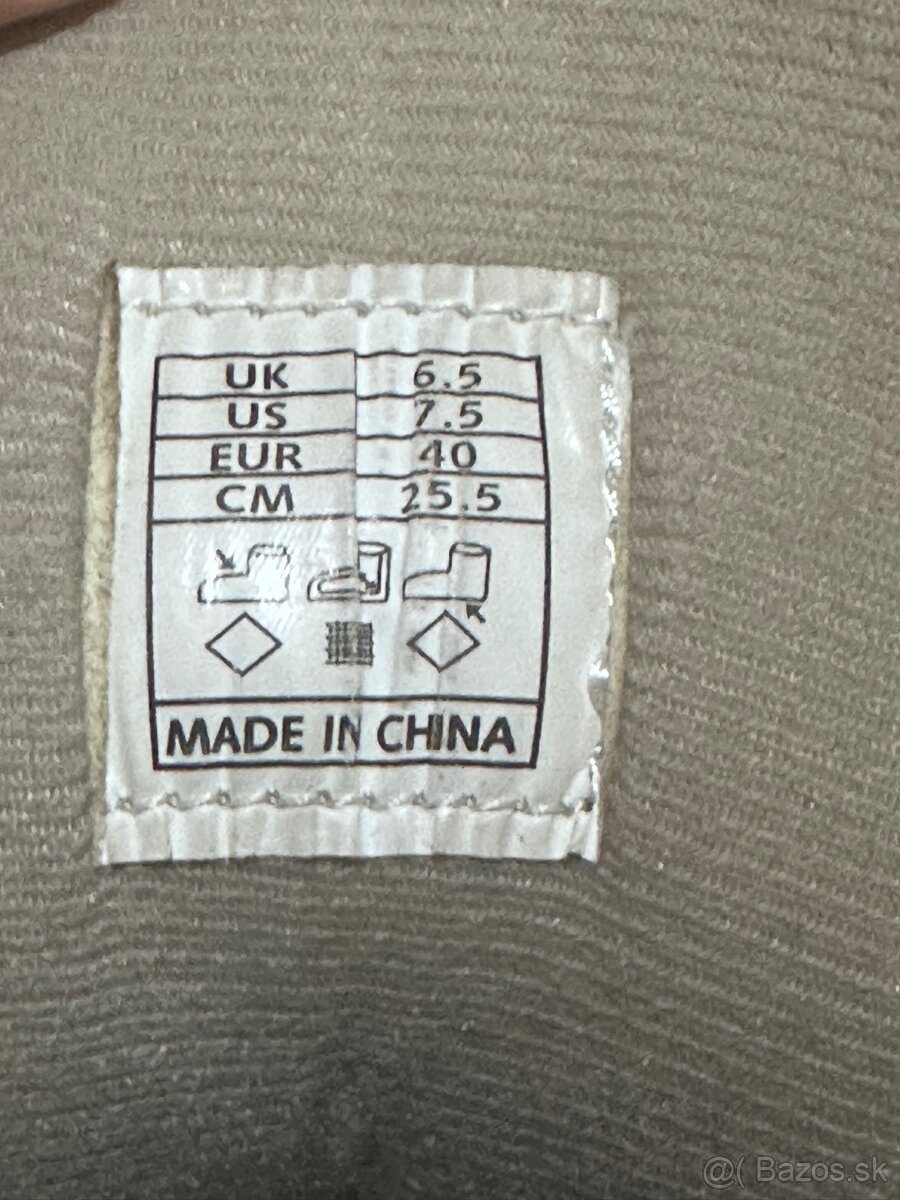 UK 6.5
US 7.5
EUR 40
CM 25.5
MADE IN CHINA
@( Bazos.sk